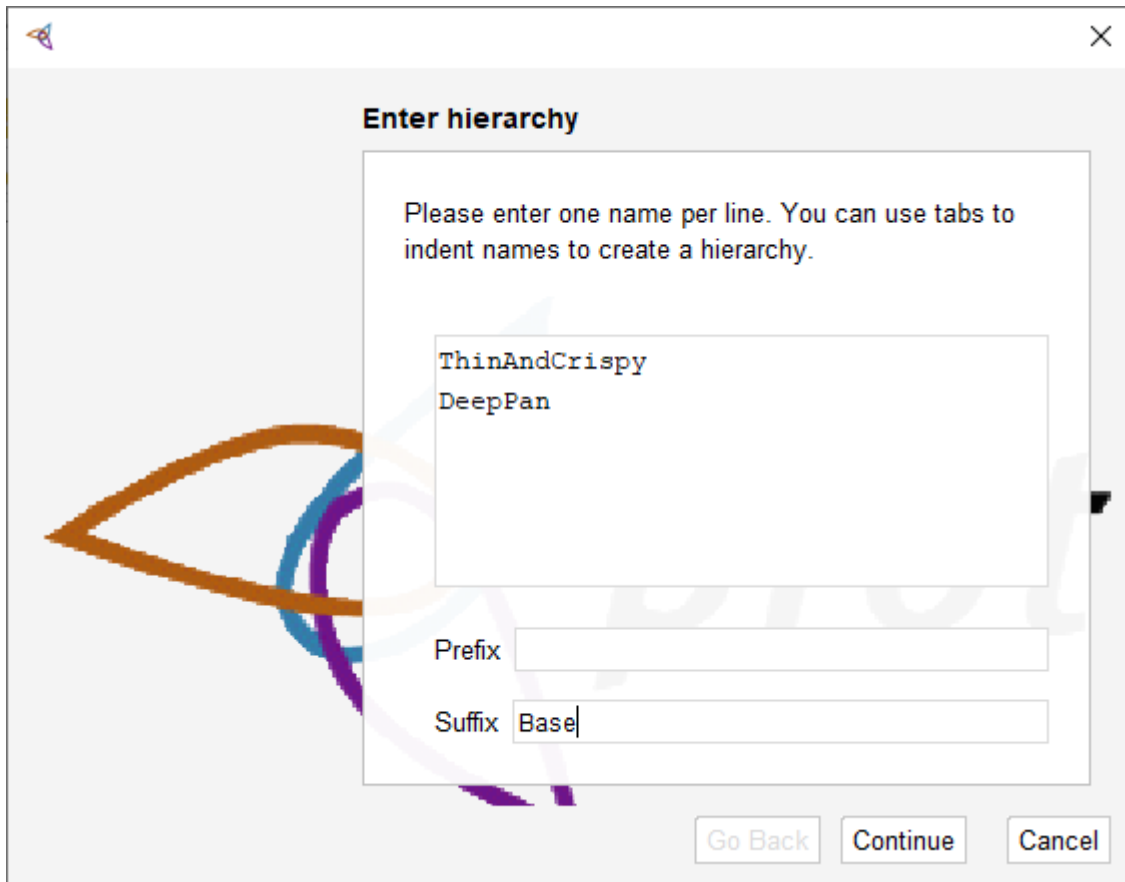 Enter hierarchy
Please enter one name per line. You can use tabs to
indent names to create a hierarchy.
ThinAndCrispy
DeepPan
prot
Prefix
Suffix Base
Go Back Continue Cancel